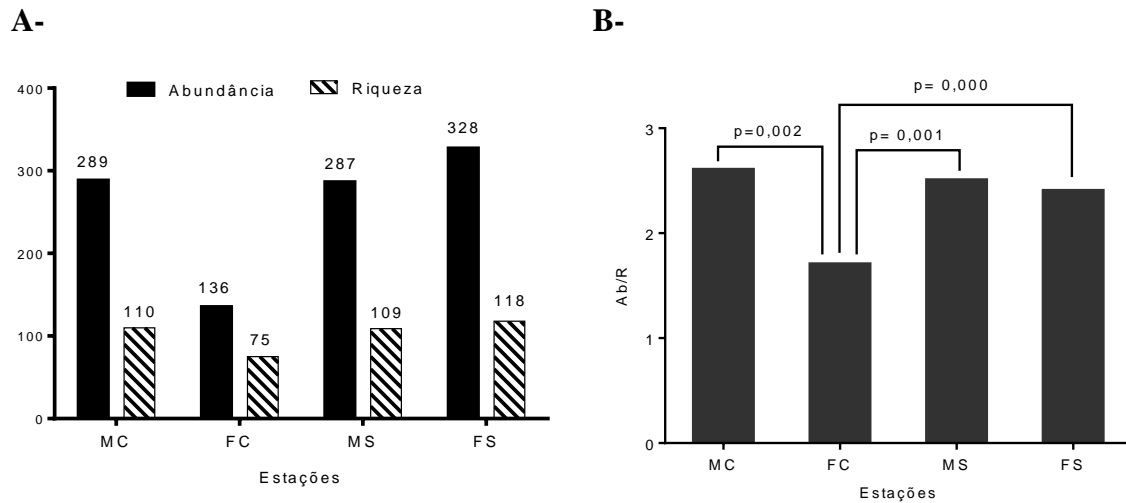 A-
Abundância Riqueza
400
300
200
100
0
289
110
136
75
287
109
328
118
MC FC MS FS
Estações
B-
p= 0,000
p=0,002 p= 0,001
3
2
1
0
Ab/R
MC FC MS FS
Estações